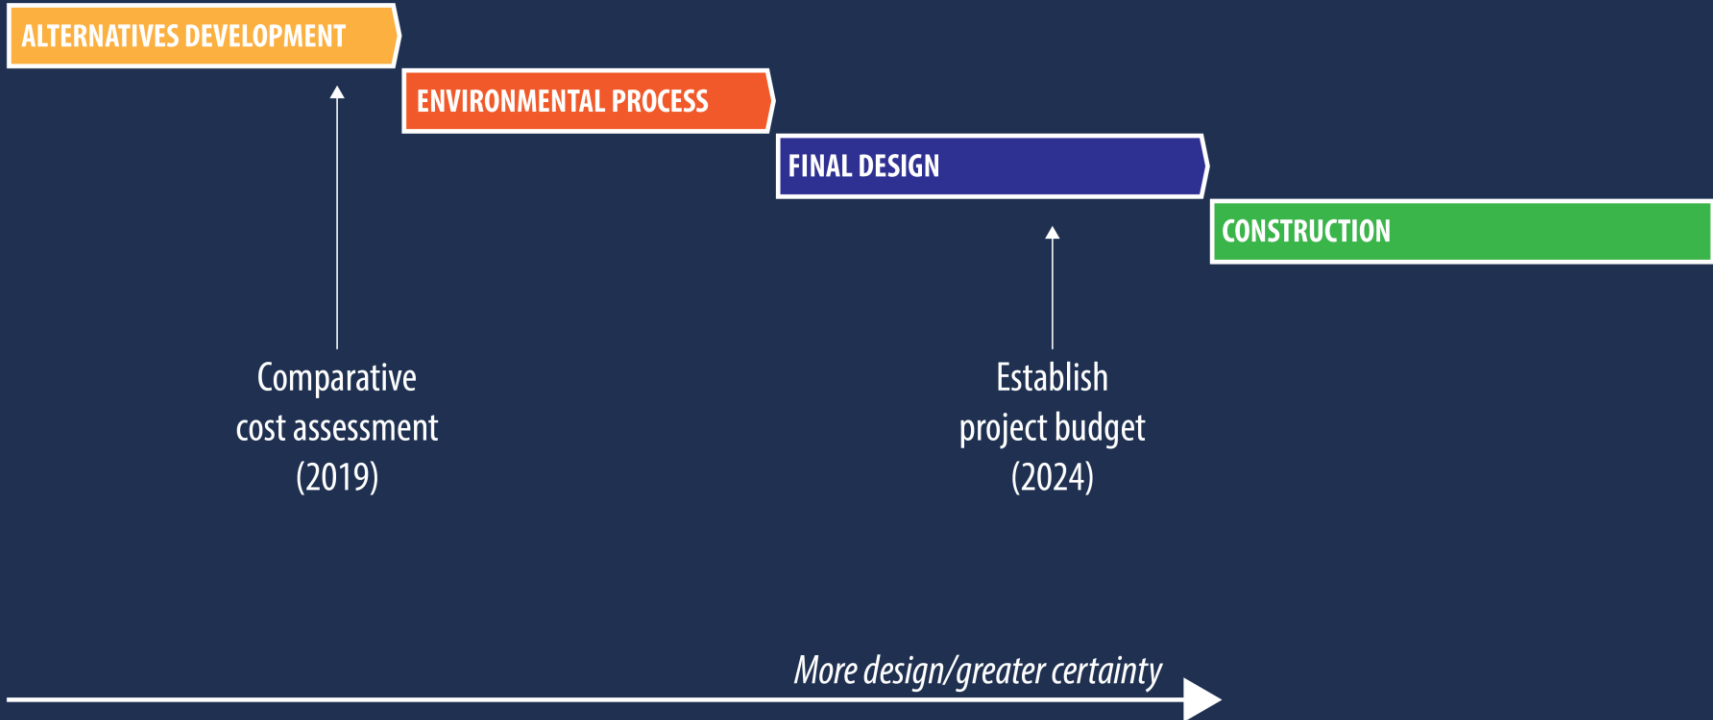 ALTERNATIVES DEVELOPMENT
ENVIRONMENTAL PROCESS
FINAL DESIGN
CONSTRUCTION
Comparative
cost assessment
(2019)
Establish
project budget
(2024)
More design/greater certainty